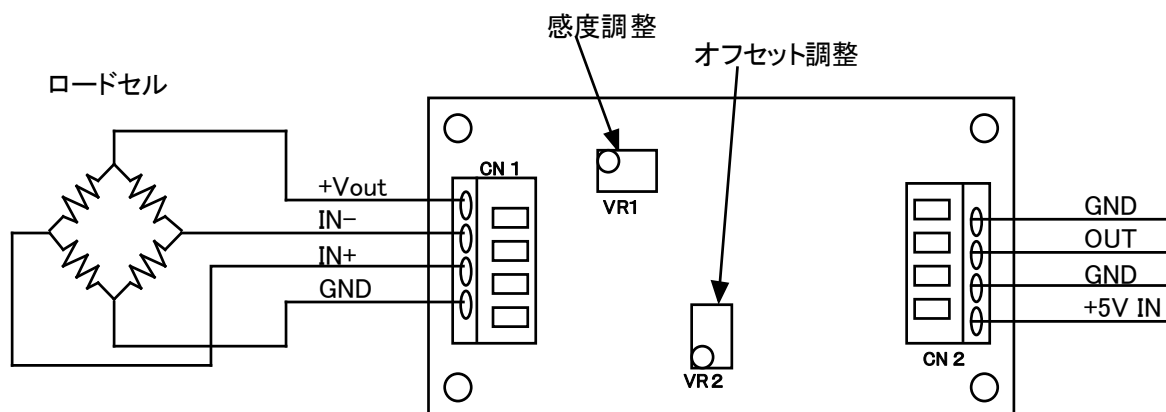 感度調整
オフセット調整
ロードセル
CN 1
+Vout
IN-
IN+
GND
VR1
VR2
GND
OUT
GND
+5V IN
CN 2